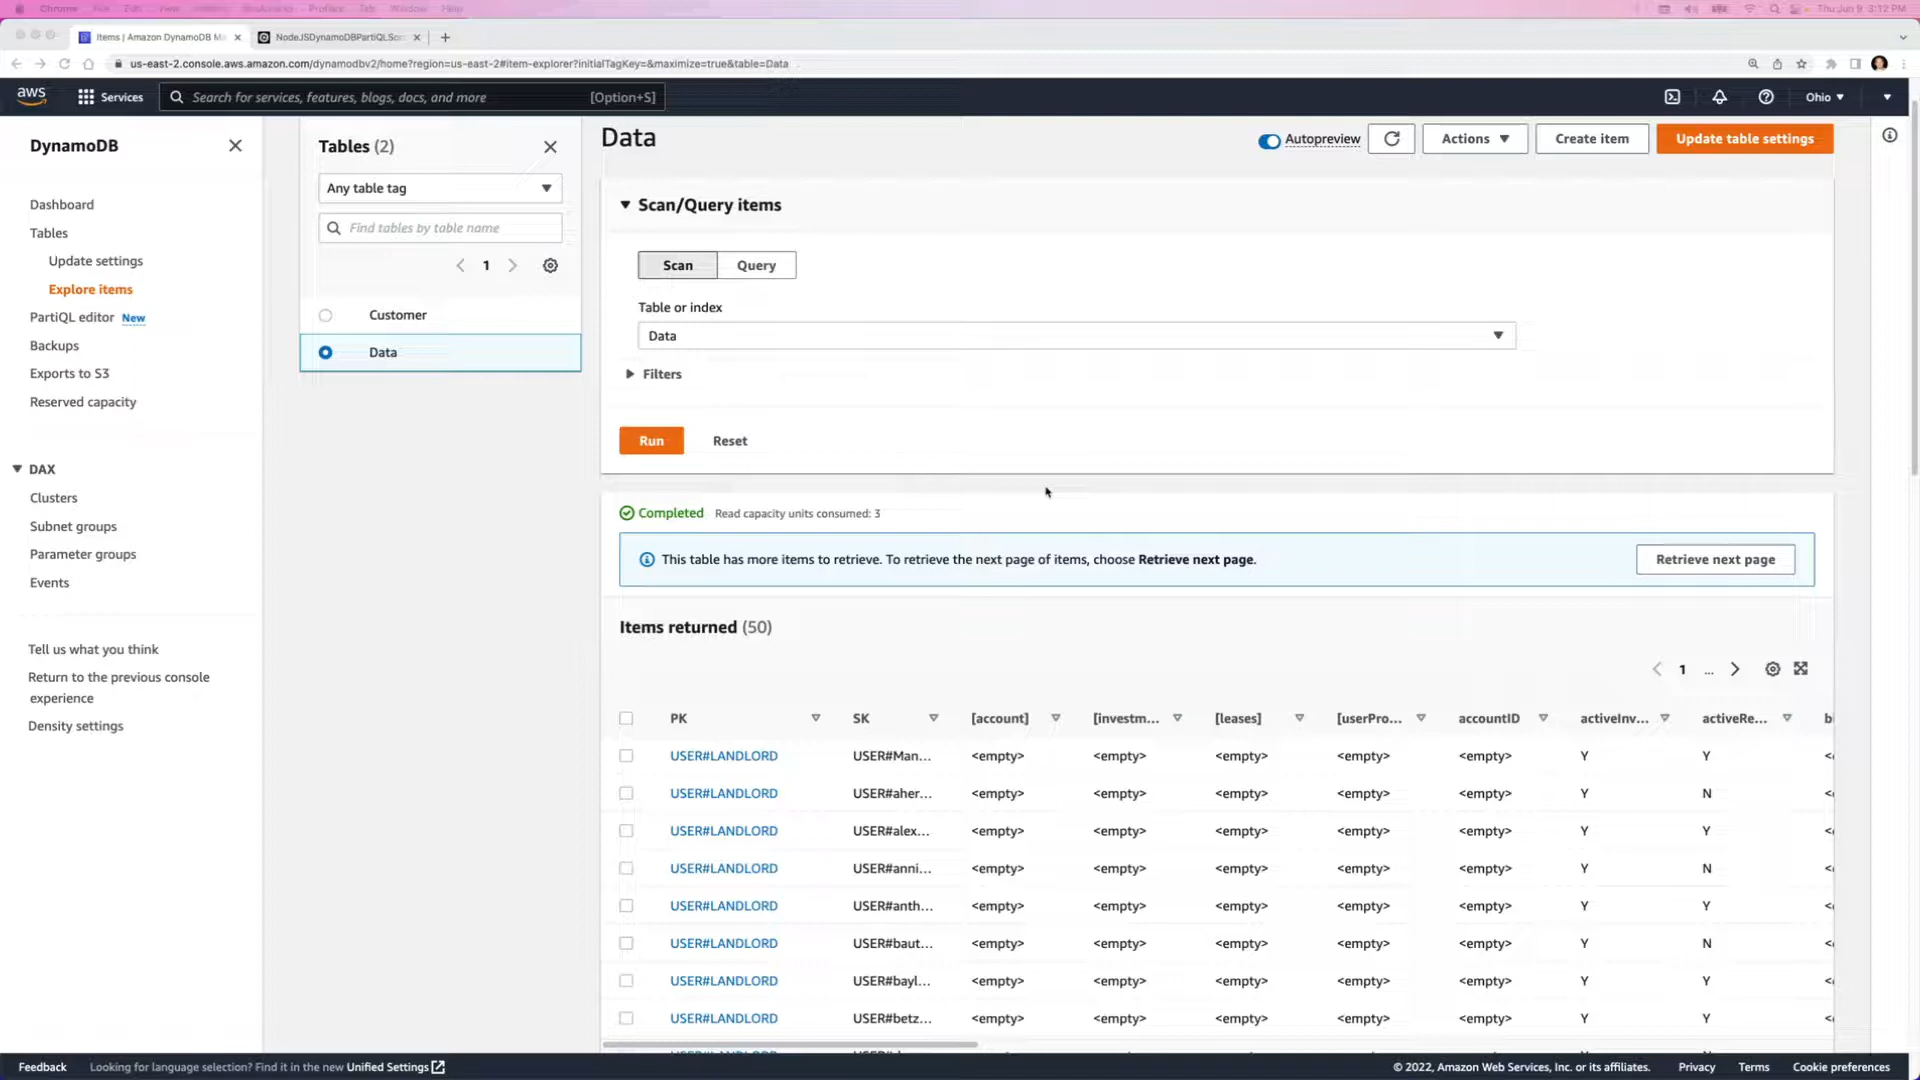 Chrome File Edit View History Bookmarks Profiles Tab Window Help Thu Jun 9 3:12 PM
Items | Amazon DynamoDB Ma
NodeJSDynamoDBPartiQLScr
us-east-2.console.aws.amazon.com/dynamodbv2/home?region=us-east-2#item-explorer?initialTagKey=&maximize=true&table=Data
aws Services Search for services, features, blogs, docs, and more [Option+S] Ohio
DynamoDB
Dashboard
Tables
Update settings
Explore items
PartiQL editor New
Backups
Exports to S3
Reserved capacity
DAX
Clusters
Subnet groups
Parameter groups
Events
Tell us what you think
Return to the previous console
experience
Density settings
Tables (2)
Any table tag
Find tables by table name
1
Customer
Data
Data
Autopreview Actions Create item Update table settings
Scan/Query items
Scan Query
Table or index
Data
Filters
Run Reset
Completed Read capacity units consumed: 3
This table has more items to retrieve. To retrieve the next page of items, choose Retrieve next page. Retrieve next page
Items returned (50)
1 ...
PK SK [account] [investm... [leases] [userPro... accountID activeInv... activeRe... b
USER#LANDLORD USER#Man... <empty> <empty> <empty> <empty> <empty> Y Y <
USER#LANDLORD USER#aher... <empty> <empty> <empty> <empty> <empty> Y N <
USER#LANDLORD USER#alex... <empty> <empty> <empty> <empty> <empty> Y Y <
USER#LANDLORD USER#anni... <empty> <empty> <empty> <empty> <empty> Y N <
USER#LANDLORD USER#anth... <empty> <empty> <empty> <empty> <empty> Y Y <
USER#LANDLORD USER#baut... <empty> <empty> <empty> <empty> <empty> Y N <
USER#LANDLORD USER#bayl... <empty> <empty> <empty> <empty> <empty> Y Y <
USER#LANDLORD USER#betz... <empty> <empty> <empty> <empty> <empty> Y Y <
Feedback Looking for language selection? Find it in the new Unified Settings © 2022, Amazon Web Services, Inc. or its affiliates. Privacy Terms Cookie preferences